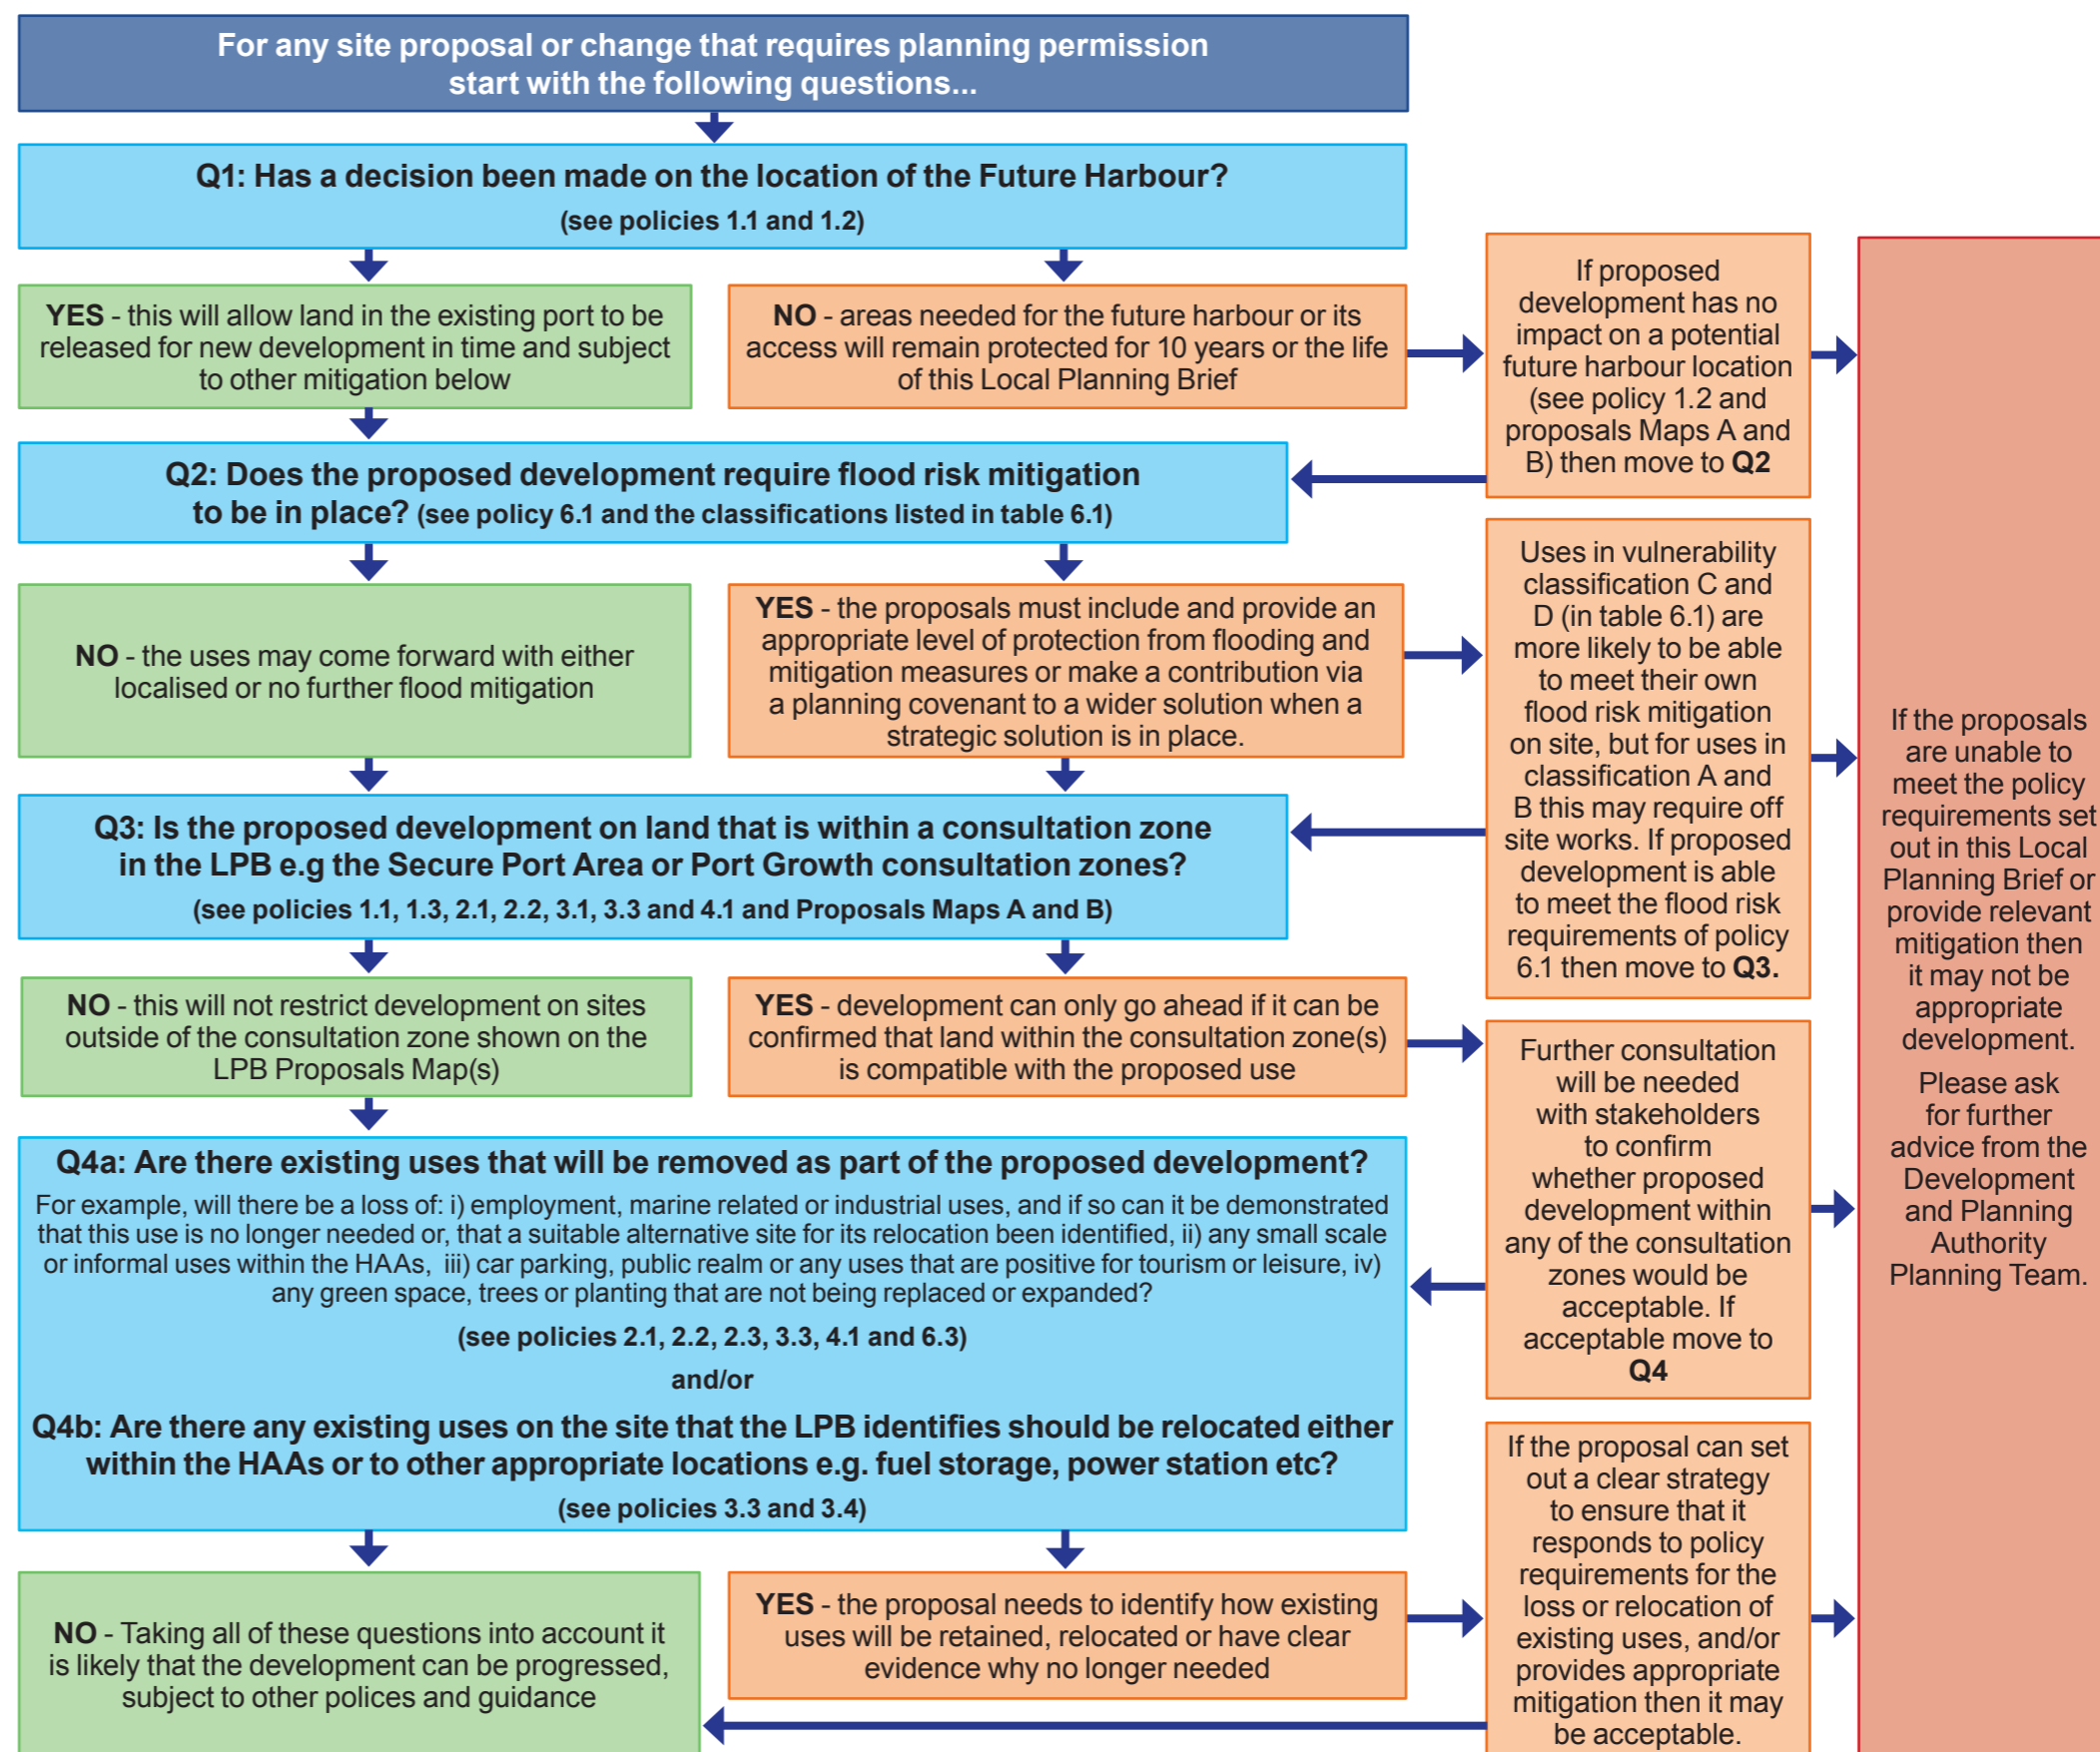 For any site proposal or change that requires planning permission
start with the following questions...
Q1: Has a decision been made on the location of the Future Harbour?
(see policies 1.1 and 1.2)
YES - this will allow land in the existing port to be
released for new development in time and subject
to other mitigation below
NO - areas needed for the future harbour or its
access will remain protected for 10 years or the life
of this Local Planning Brief
If proposed
development has no
impact on a potential
future harbour location
(see policy 1.2 and
proposals Maps A and
B) then move to Q2
Q2: Does the proposed development require flood risk mitigation
to be in place? (see policy 6.1 and the classifications listed in table 6.1)
NO - the uses may come forward with either
localised or no further flood mitigation
YES - the proposals must include and provide an
appropriate level of protection from flooding and
mitigation measures or make a contribution via
a planning covenant to a wider solution when a
strategic solution is in place.
Uses in vulnerability
classification C and
D (in table 6.1) are
more likely to be able
to meet their own
flood risk mitigation
on site, but for uses in
classification A and
B this may require off
site works. If proposed
development is able
to meet the flood risk
requirements of policy
6.1 then move to Q3.
Q3: Is the proposed development on land that is within a consultation zone
in the LPB e.g the Secure Port Area or Port Growth consultation zones?
(see policies 1.1, 1.3, 2.1, 2.2, 3.1, 3.3 and 4.1 and Proposals Maps A and B)
NO - this will not restrict development on sites
outside of the consultation zone shown on the
LPB Proposals Map(s)
YES - development can only go ahead if it can be
confirmed that land within the consultation zone(s)
is compatible with the proposed use
Further consultation
will be needed
with stakeholders
to confirm
whether proposed
development within
any of the consultation
zones would be
acceptable. If
acceptable move to
Q4
Q4a: Are there existing uses that will be removed as part of the proposed development?
For example, will there be a loss of: i) employment, marine related or industrial uses, and if so can it be demonstrated
that this use is no longer needed or, that a suitable alternative site for its relocation been identified, ii) any small scale
or informal uses within the HAAs, iii) car parking, public realm or any uses that are positive for tourism or leisure, iv)
any green space, trees or planting that are not being replaced or expanded?
(see policies 2.1, 2.2, 2.3, 3.3, 4.1 and 6.3)
and/or
Q4b: Are there any existing uses on the site that the LPB identifies should be relocated either
within the HAAs or to other appropriate locations e.g. fuel storage, power station etc?
(see policies 3.3 and 3.4)
NO - Taking all of these questions into account it
is likely that the development can be progressed,
subject to other polices and guidance
YES - the proposal needs to identify how existing
uses will be retained, relocated or have clear
evidence why no longer needed
If the proposal can set
out a clear strategy
to ensure that it
responds to policy
requirements for the
loss or relocation of
existing uses, and/or
provides appropriate
mitigation then it may
be acceptable.
If the proposals
are unable to
meet the policy
requirements set
out in this Local
Planning Brief or
provide relevant
mitigation then
it may not be
appropriate
development.
Please ask
for further
advice from the
Development
and Planning
Authority
Planning Team.